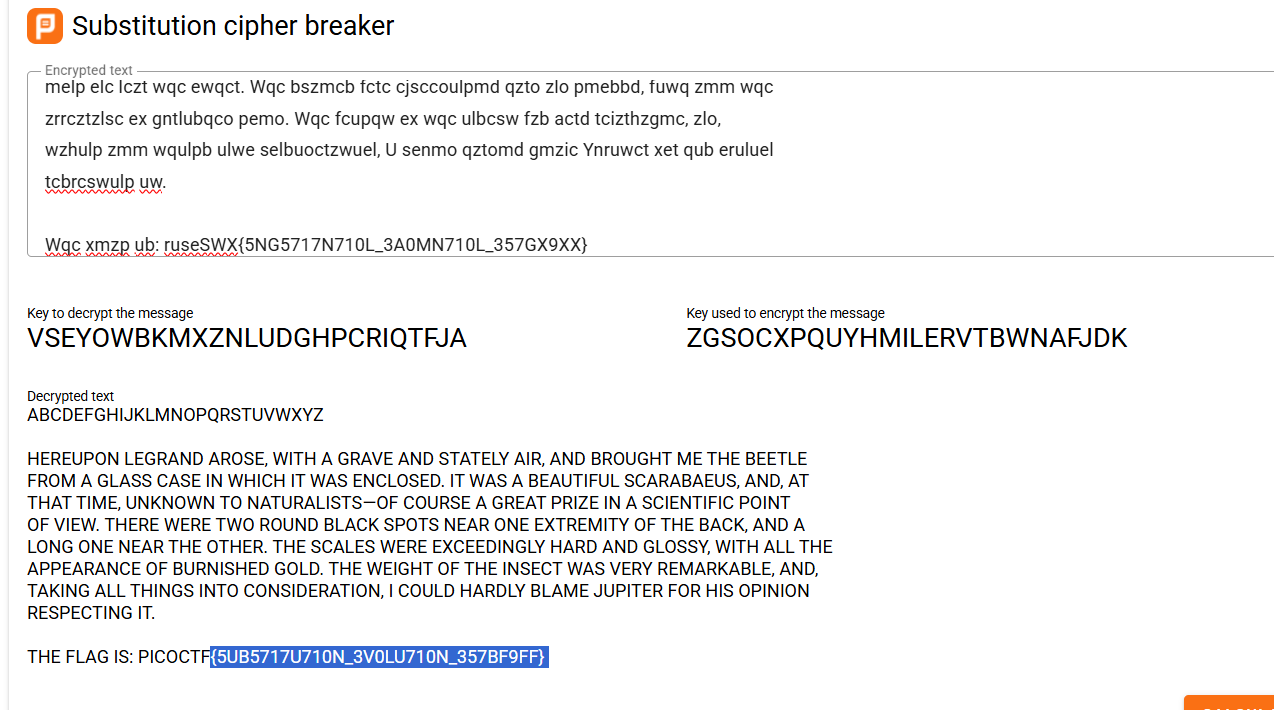 Substitution cipher breaker
Encrypted text
melp elc lczt wqc ewqct. Wqc bszmcb fctc cjsccoulpmd qzto zlo pmebbd, fuwq zmm wqc
zrrcztzlsc ex gntlubqco pemo. Wqc fcupqw ex wqc ulbcsw fzb actd tcizthzgmc, zlo,
wzhulp zmm wqulpb ulwe selbuoctzwuel, U senmo qztomd gmzic Ynruwct xet qub eruluel
tcbrcswulp uw.
Wqc xmzp ub: ruseSWX{5NG5717N710L_3A0MN710L_357GX9XX}
Key to decrypt the message
VSEYOWBKMXZNLUDGHPCRIQTFJA
Key used to encrypt the message
ZGSOCXPQUYHMILERVTBWNAFJDK
Decrypted text
ABCDEFGHIJKLMNOPQRSTUVWXYZ
HEREUPON LEGRAND AROSE, WITH A GRAVE AND STATELY AIR, AND BROUGHT ME THE BEETLE
FROM A GLASS CASE IN WHICH IT WAS ENCLOSED. IT WAS A BEAUTIFUL SCARABAEUS, AND, AT
THAT TIME, UNKNOWN TO NATURALISTS—OF COURSE A GREAT PRIZE IN A SCIENTIFIC POINT
OF VIEW. THERE WERE TWO ROUND BLACK SPOTS NEAR ONE EXTREMITY OF THE BACK, AND A
LONG ONE NEAR THE OTHER. THE SCALES WERE EXCEEDINGLY HARD AND GLOSSY, WITH ALL THE
APPEARANCE OF BURNISHED GOLD. THE WEIGHT OF THE INSECT WAS VERY REMARKABLE, AND,
TAKING ALL THINGS INTO CONSIDERATION, I COULD HARDLY BLAME JUPITER FOR HIS OPINION
RESPECTING IT.
THE FLAG IS: PICOCTF{5UB5717U710N_3V0LU710N_357BF9FF}